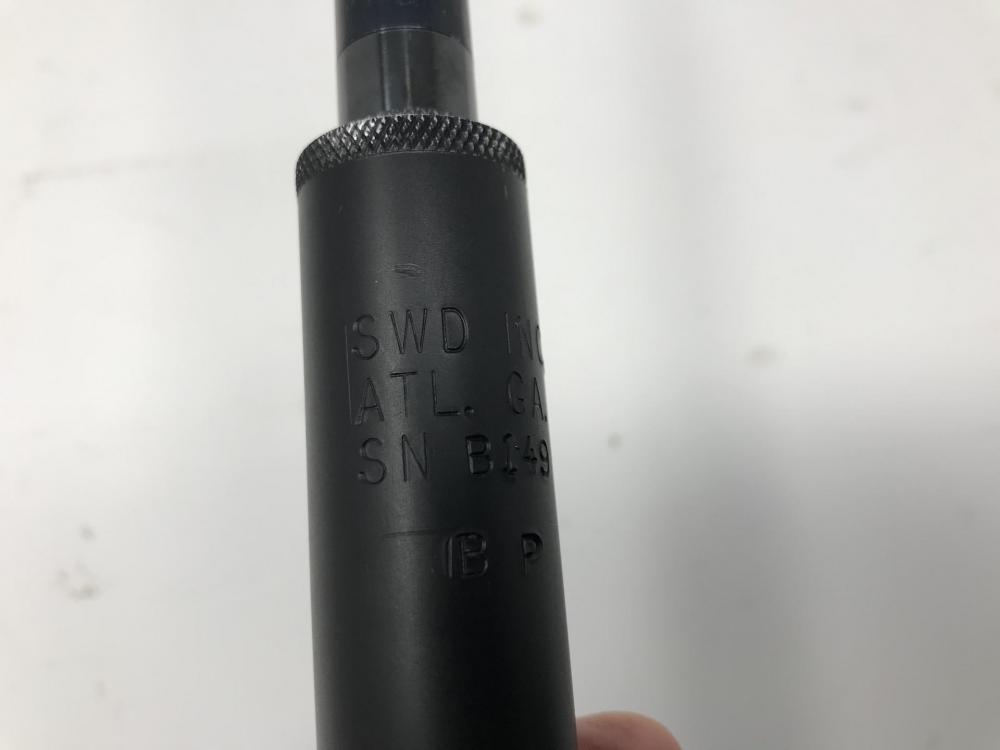 SWD INC
ATL. GA.
SN B149
B P